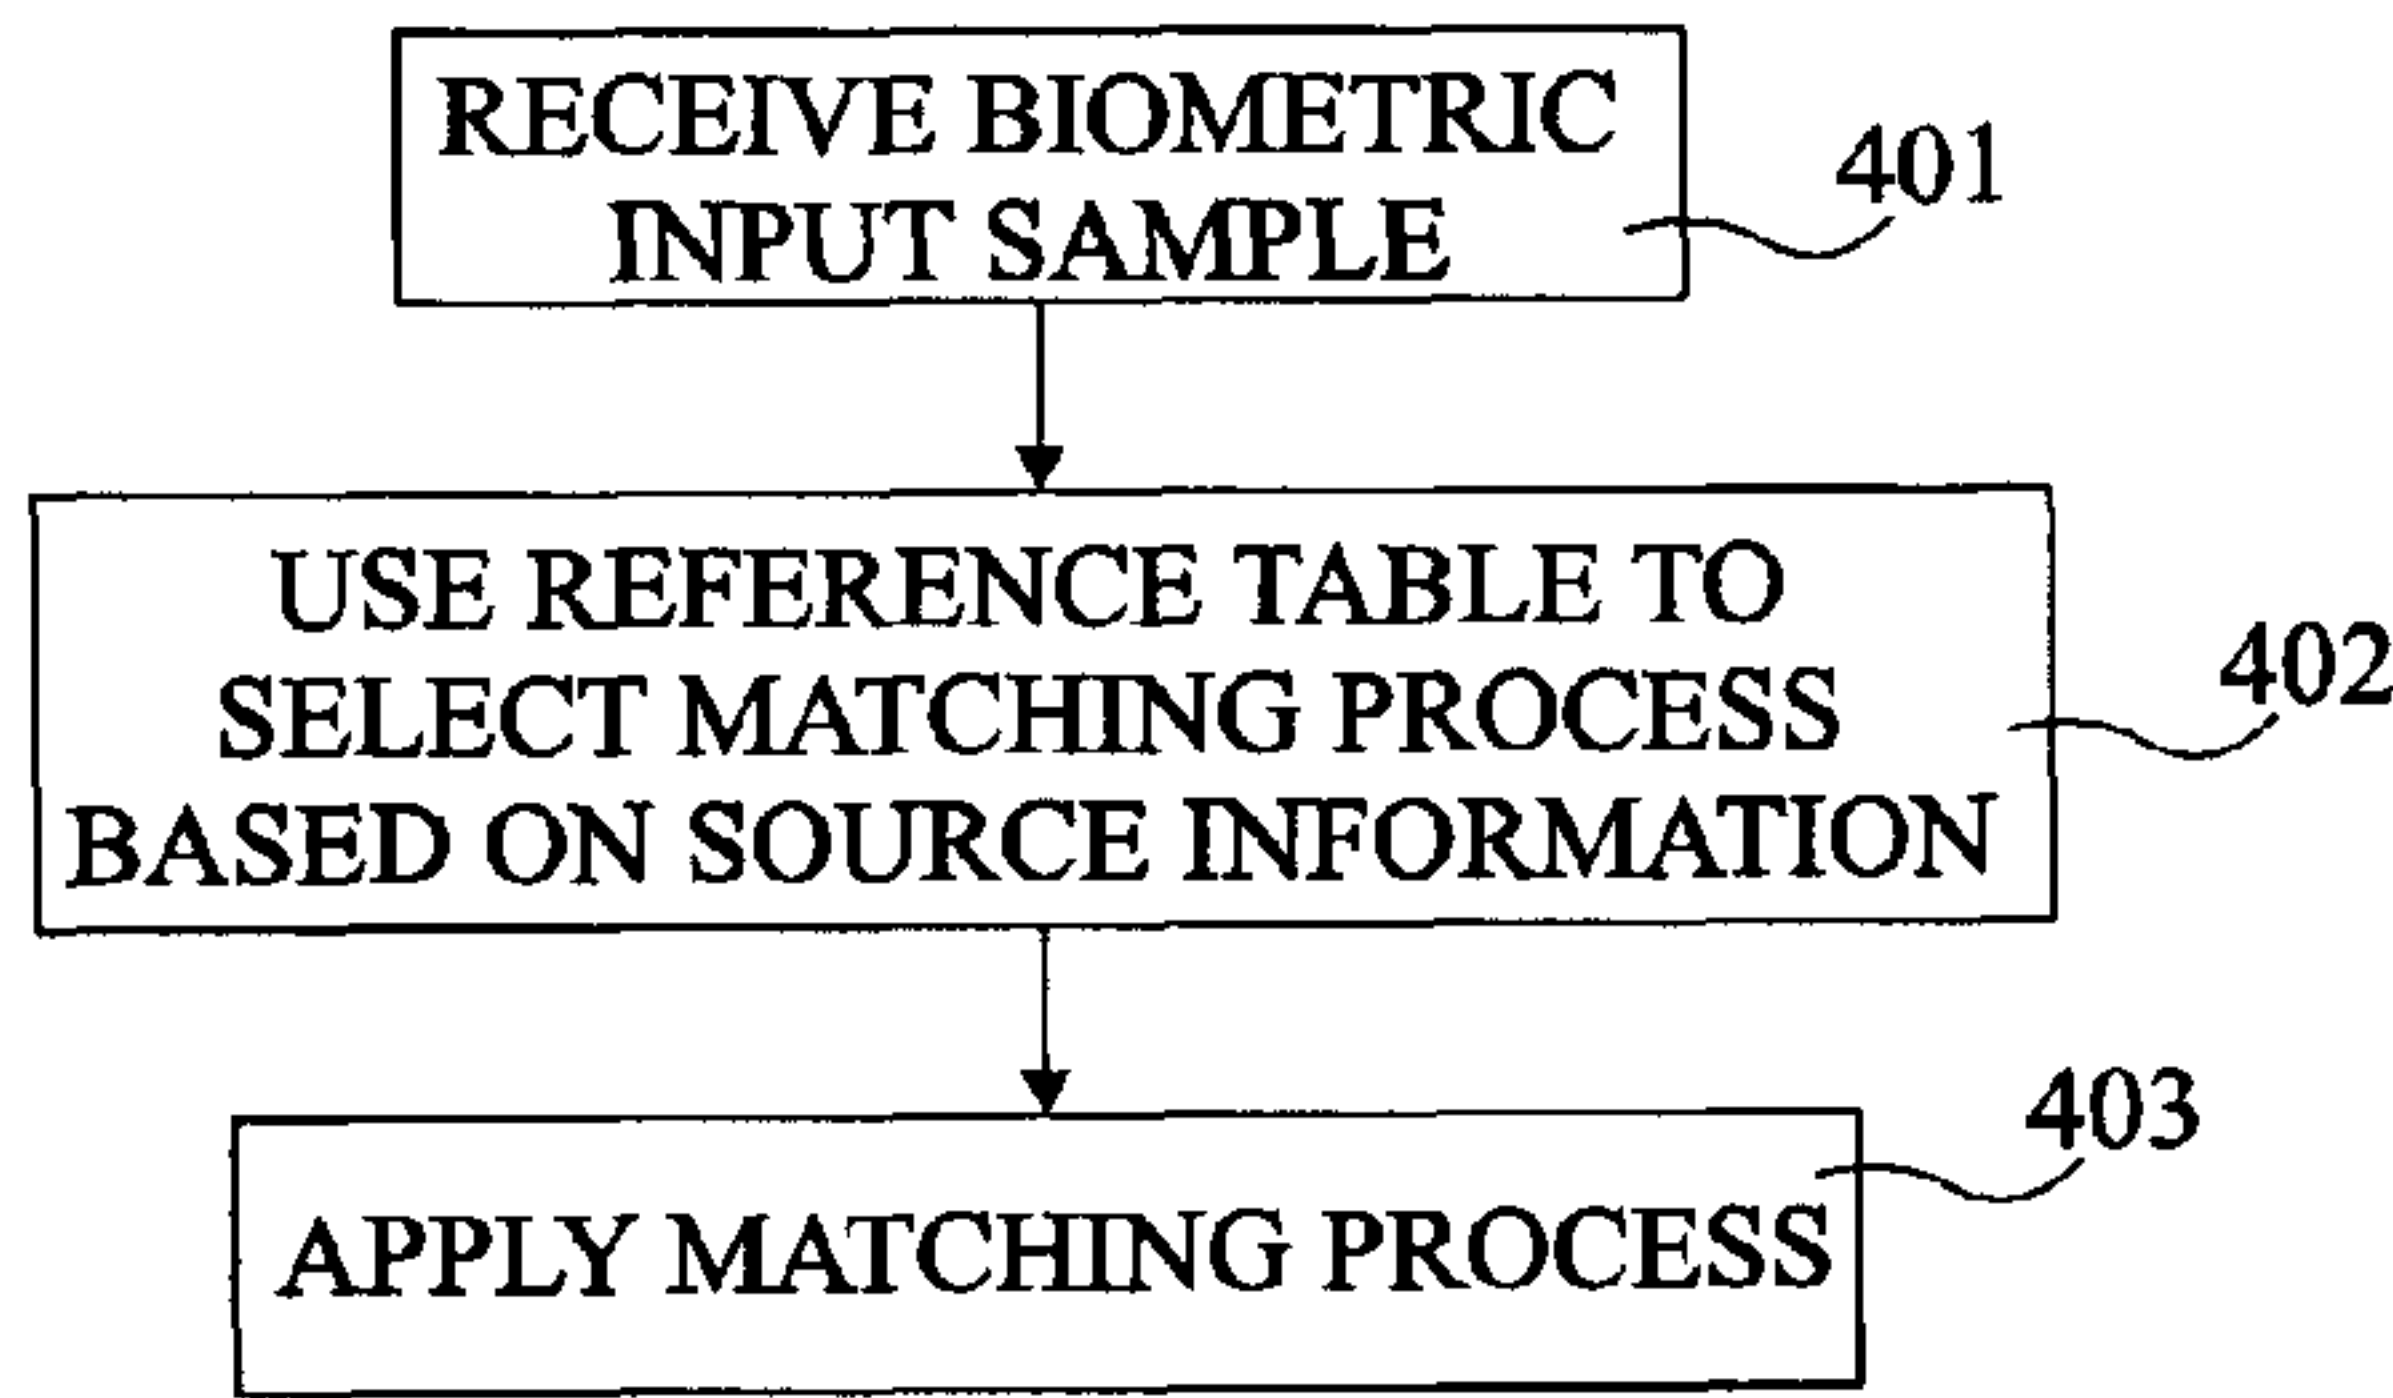 RECEIVE BIOMETRIC
INPUT SAMPLE
401
USE REFERENCE TABLE TO
SELECT MATCHING PROCESS
BASED ON SOURCE INFORMATION
402
403
APPLY MATCHING PROCESS